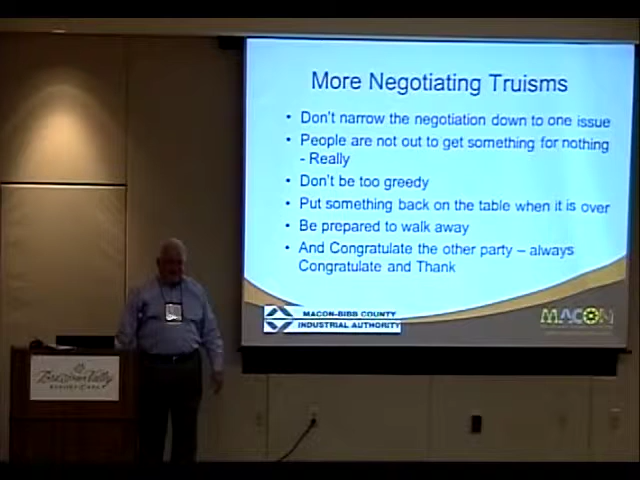 More Negotiating Truisms
• Don't narrow the negotiation down to one issue
• People are not out to get something for nothing
- Really
• Don't be too greedy
• Put something back on the table when it is over
• Be prepared to walk away
• And Congratulate the other party – always
Congratulate and Thank
MACON-BIBB COUNTY
INDUSTRIAL AUTHORITY
MACON